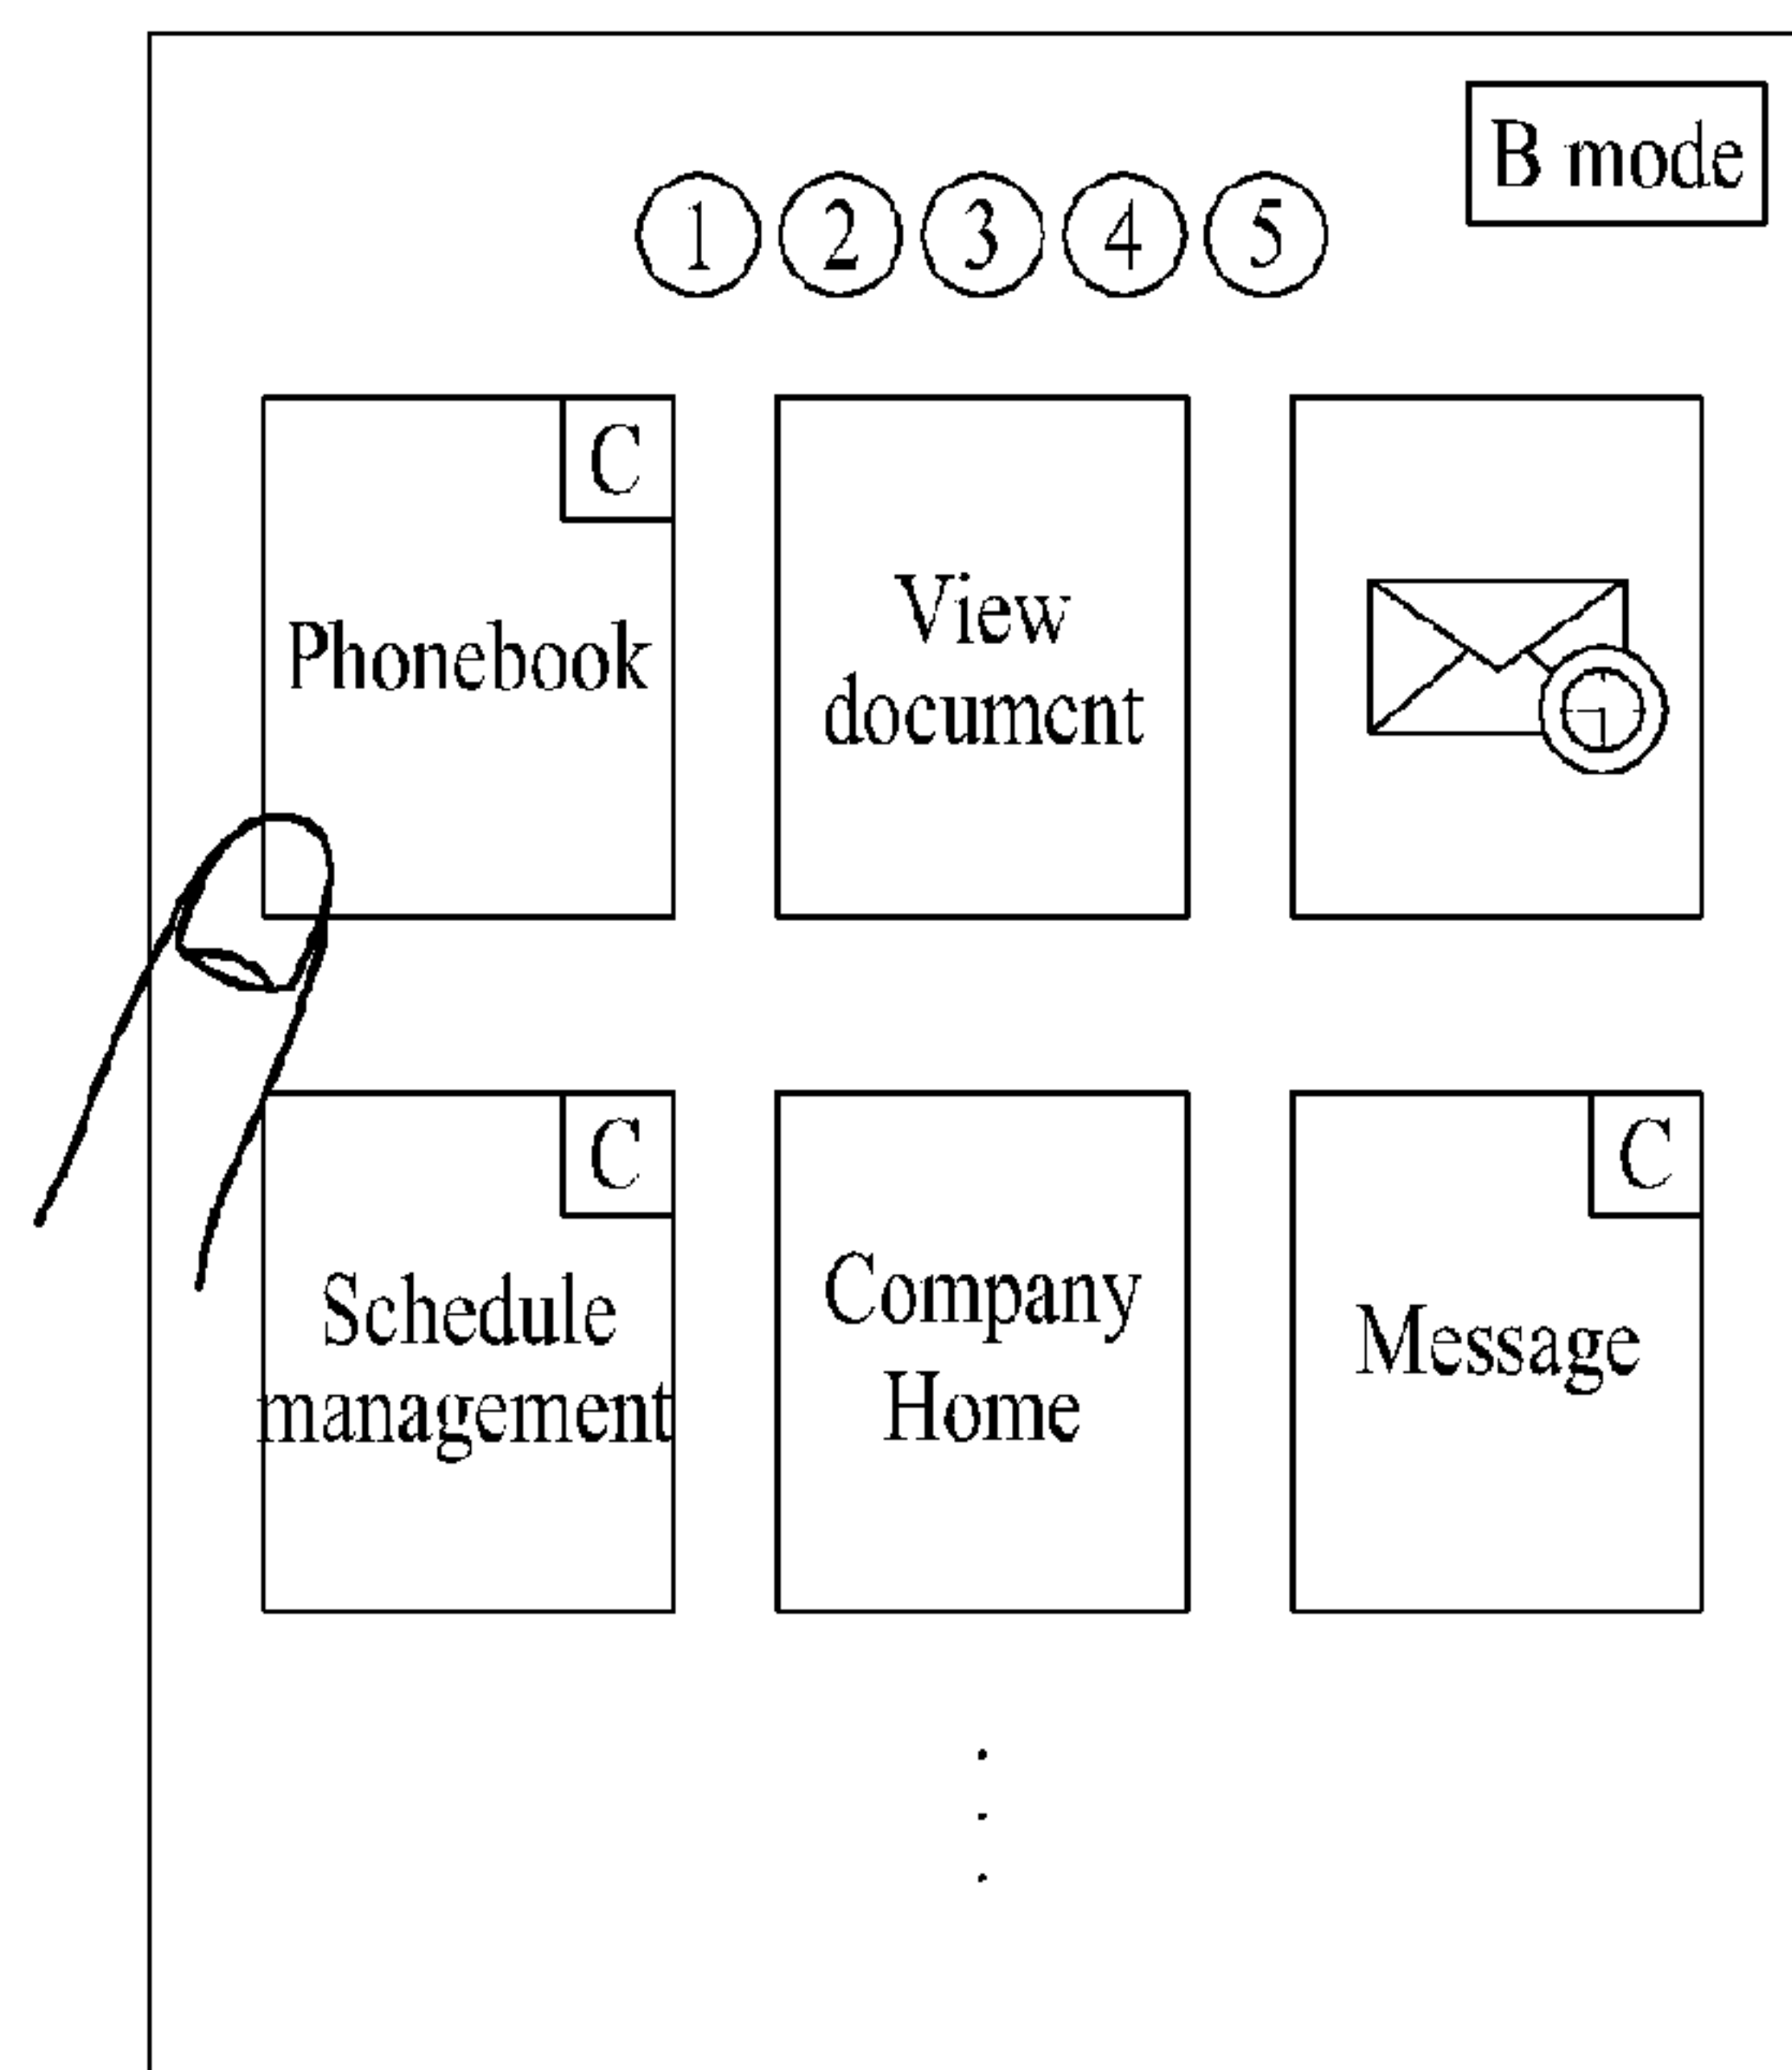 B mode
1 2 3 4 5
C
Phonebook
View
document
C
Schedule
management
Company
Home
C
Message